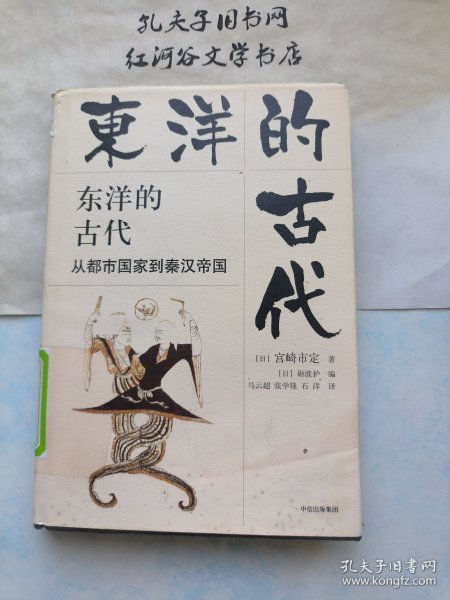 孔夫子旧书网
红河谷文学书店
東洋的
古代
东洋的
古代
从都市国家到秦汉帝国
[日] 宫崎市定 著
[日] 砺波护 编
马云超 张学锋 石洋 译
中信出版集团
孔夫子旧书网
www.kongfz.com